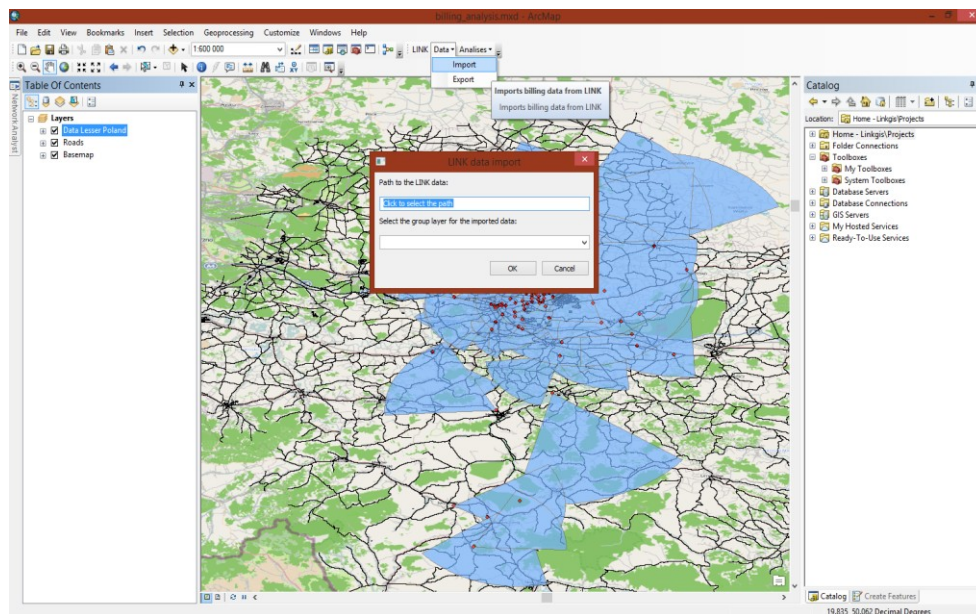 billing_analysis.mxd - ArcMap
File Edit View Bookmarks Insert Selection Geoprocessing Customize Windows Help
1:600 000 LINK Data Analises
Import
Export
Imports billing data from LINK
Imports billing data from LINK
Table Of Contents
Layers
Data Lesser Poland
Roads
Basemap
Network Analyst
LINK data import
Path to the LINK data:
Click to select the path
Select the group layer for the imported data:
OK Cancel
Catalog
Location: Home - Linkgis\Projects
Home - Linkgis\Projects
Folder Connections
Toolboxes
My Toolboxes
System Toolboxes
Database Servers
Database Connections
GIS Servers
My Hosted Services
Ready-To-Use Services
Catalog Create Features
19,835 50,062 Decimal Degrees